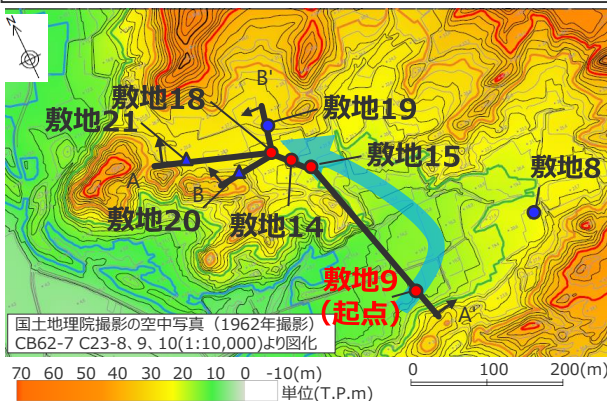 N
B'
敷地18
敷地19
敷地21
敷地15
敷地8
A
B
敷地20
敷地14
敷地9
（起点）
A'
国土地理院撮影の空中写真（1962年撮影）
CB62-7 C23-8、9、10(1:10,000)より図化
70 60 50 40 30 20 10 0 -10(m)
単位(T.P.m)
0 100 200(m)